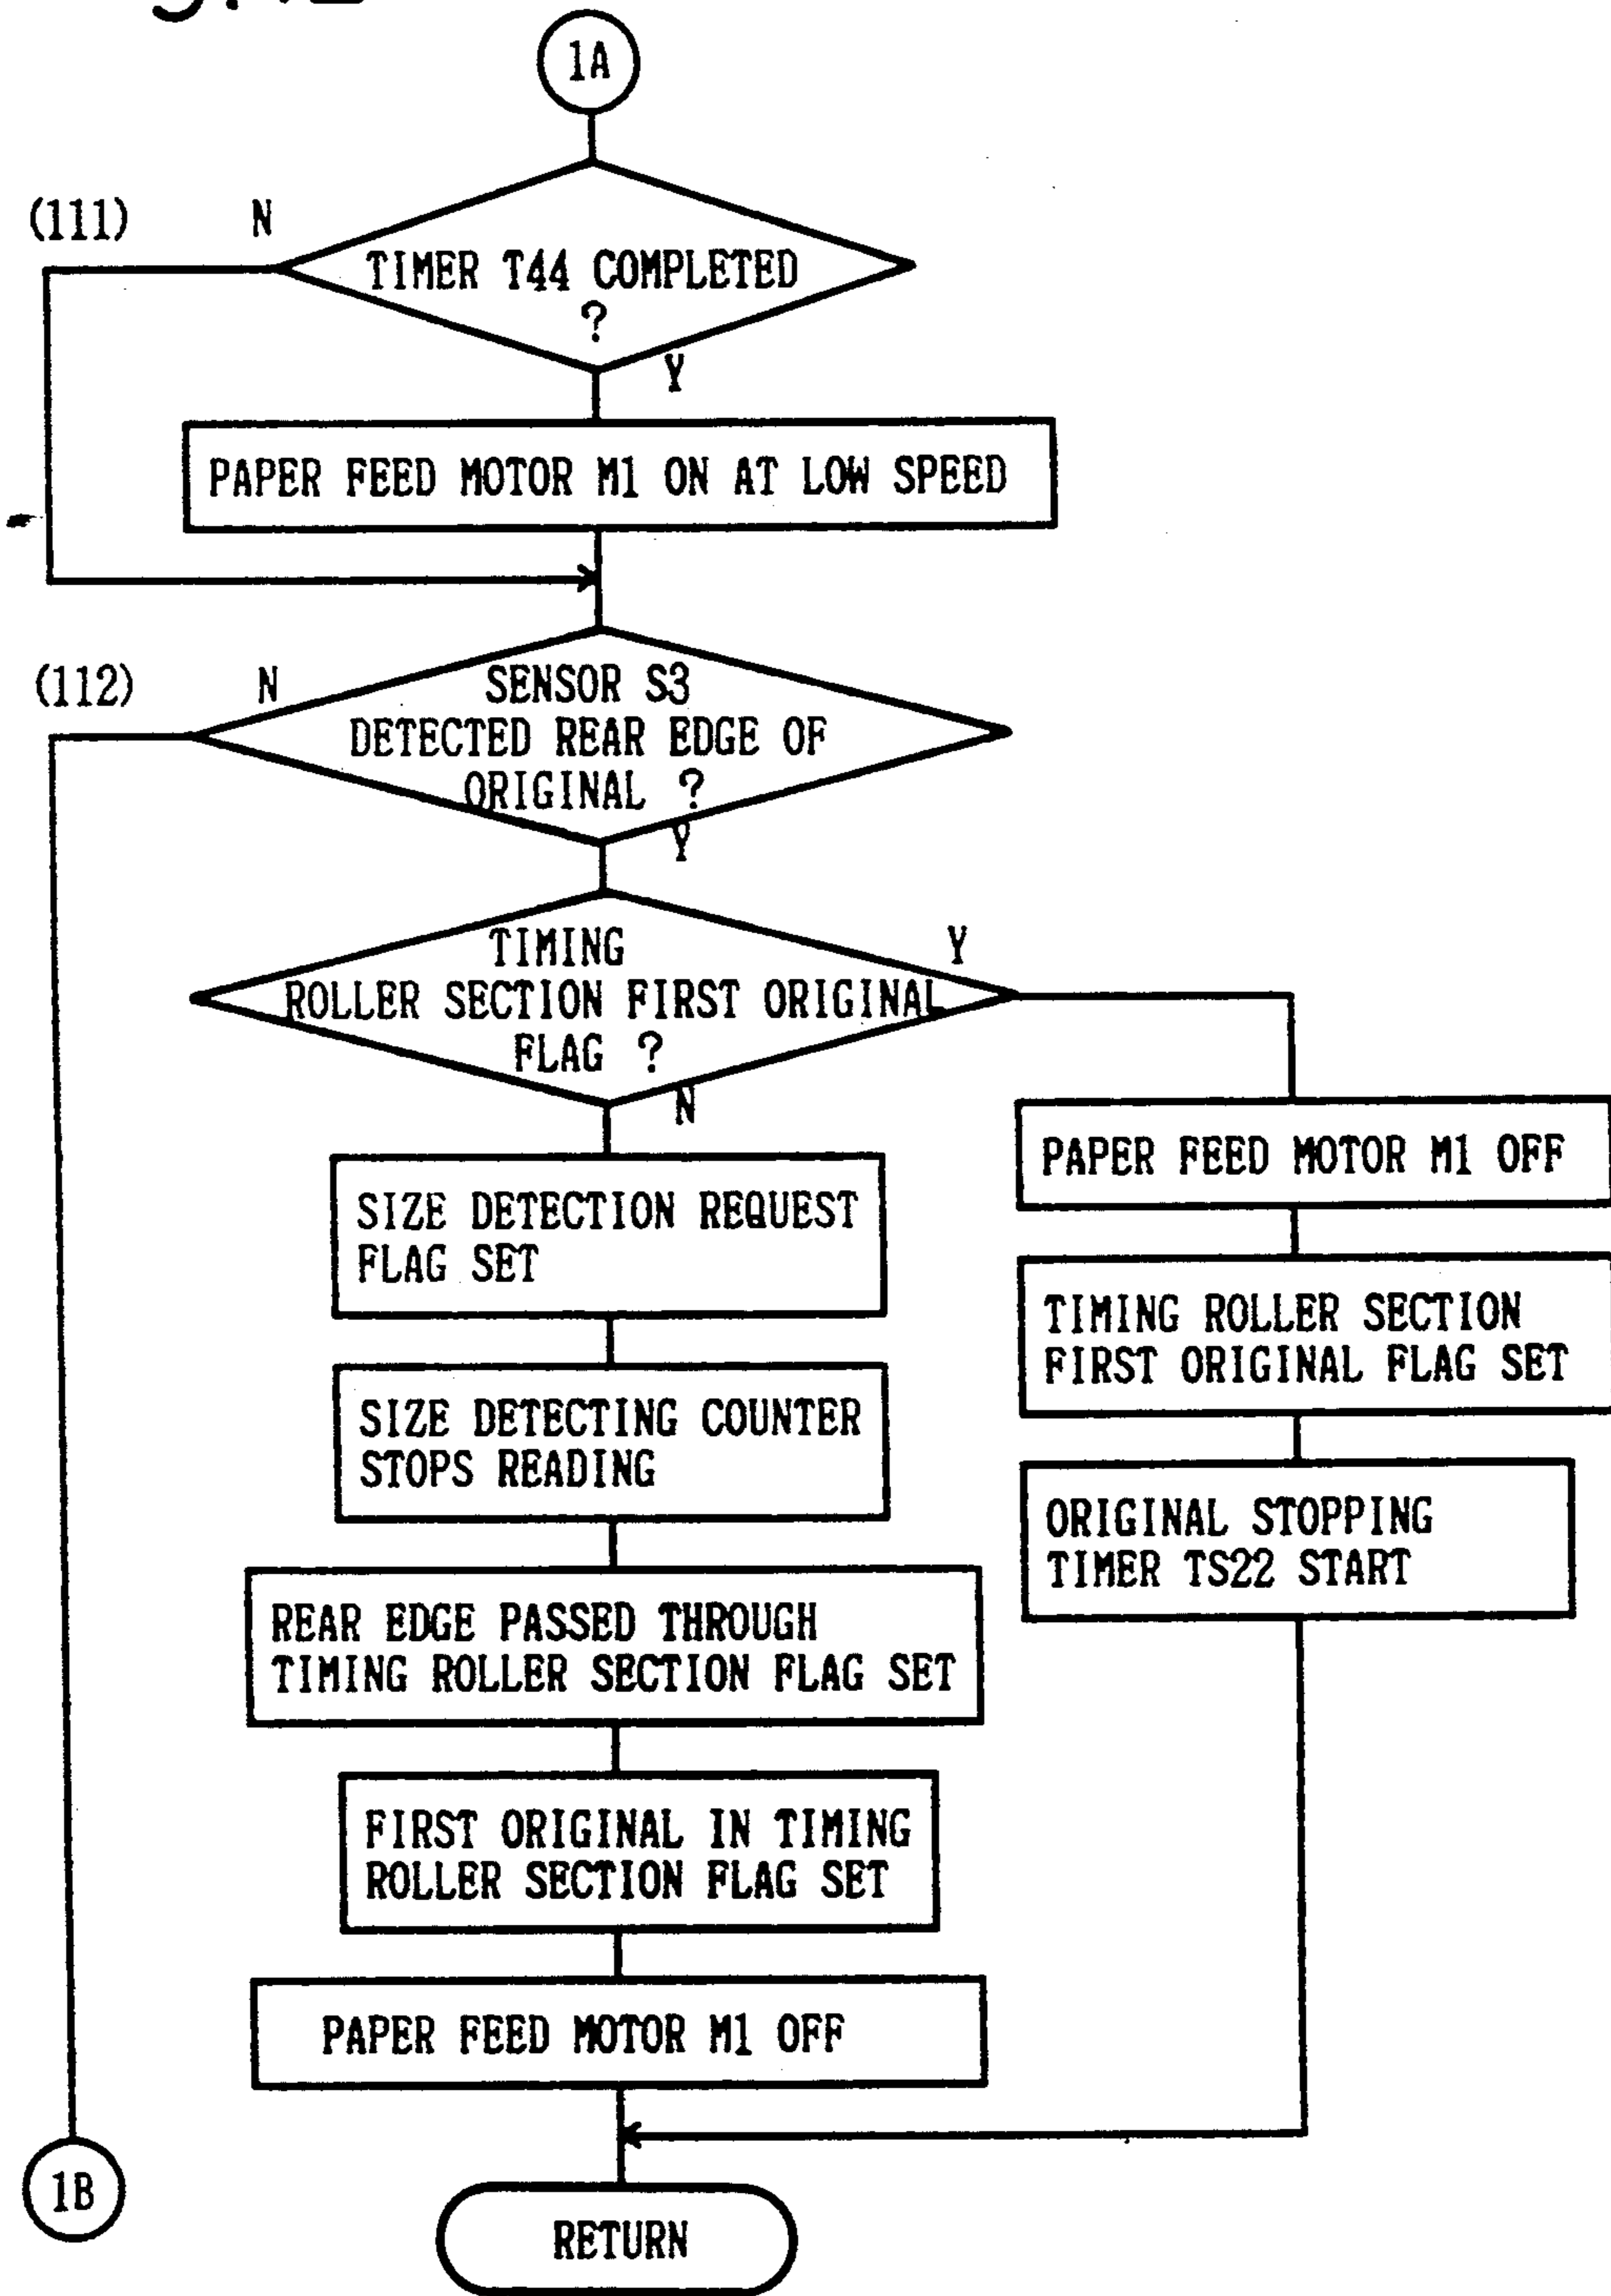 1A
(111) N
TIMER T44 COMPLETED
?
Y
PAPER FEED MOTOR M1 ON AT LOW SPEED
(112) N
SENSOR S3
DETECTED REAR EDGE OF
ORIGINAL ?
Y
TIMING
Y
ROLLER SECTION FIRST ORIGINAL
FLAG ?
N
PAPER FEED MOTOR M1 OFF
SIZE DETECTION REQUEST
FLAG SET
TIMING ROLLER SECTION
FIRST ORIGINAL FLAG SET
SIZE DETECTING COUNTER
STOPS READING
ORIGINAL STOPPING
TIMER TS22 START
REAR EDGE PASSED THROUGH
TIMING ROLLER SECTION FLAG SET
FIRST ORIGINAL IN TIMING
ROLLER SECTION FLAG SET
PAPER FEED MOTOR M1 OFF
1B
RETURN